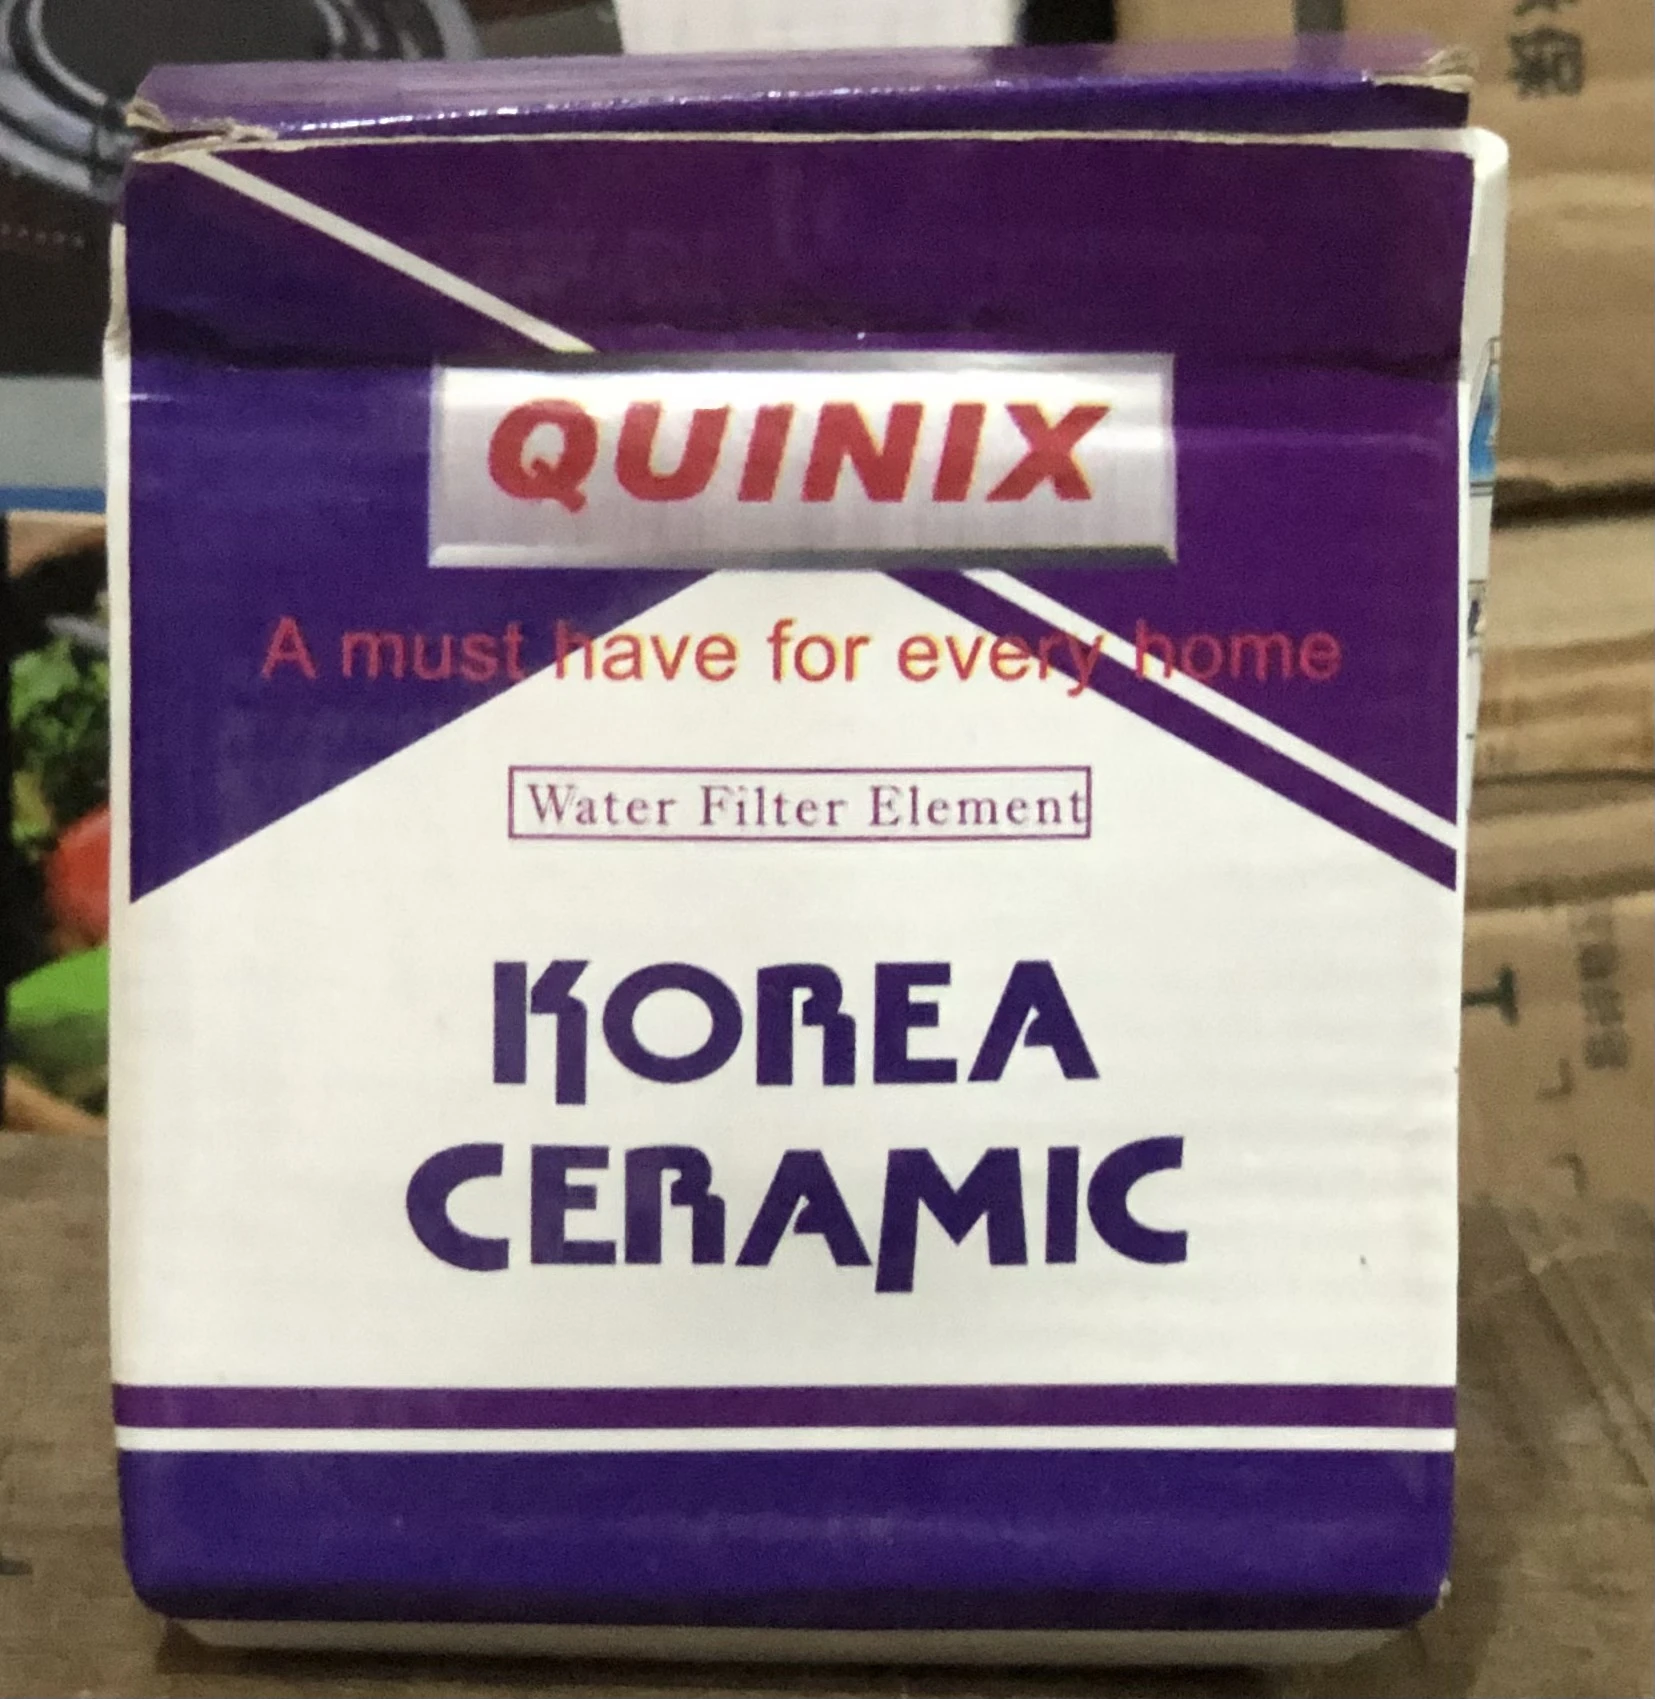 QUINIX
A must have for every home
Water Filter Element
KOREA
CERAMIC